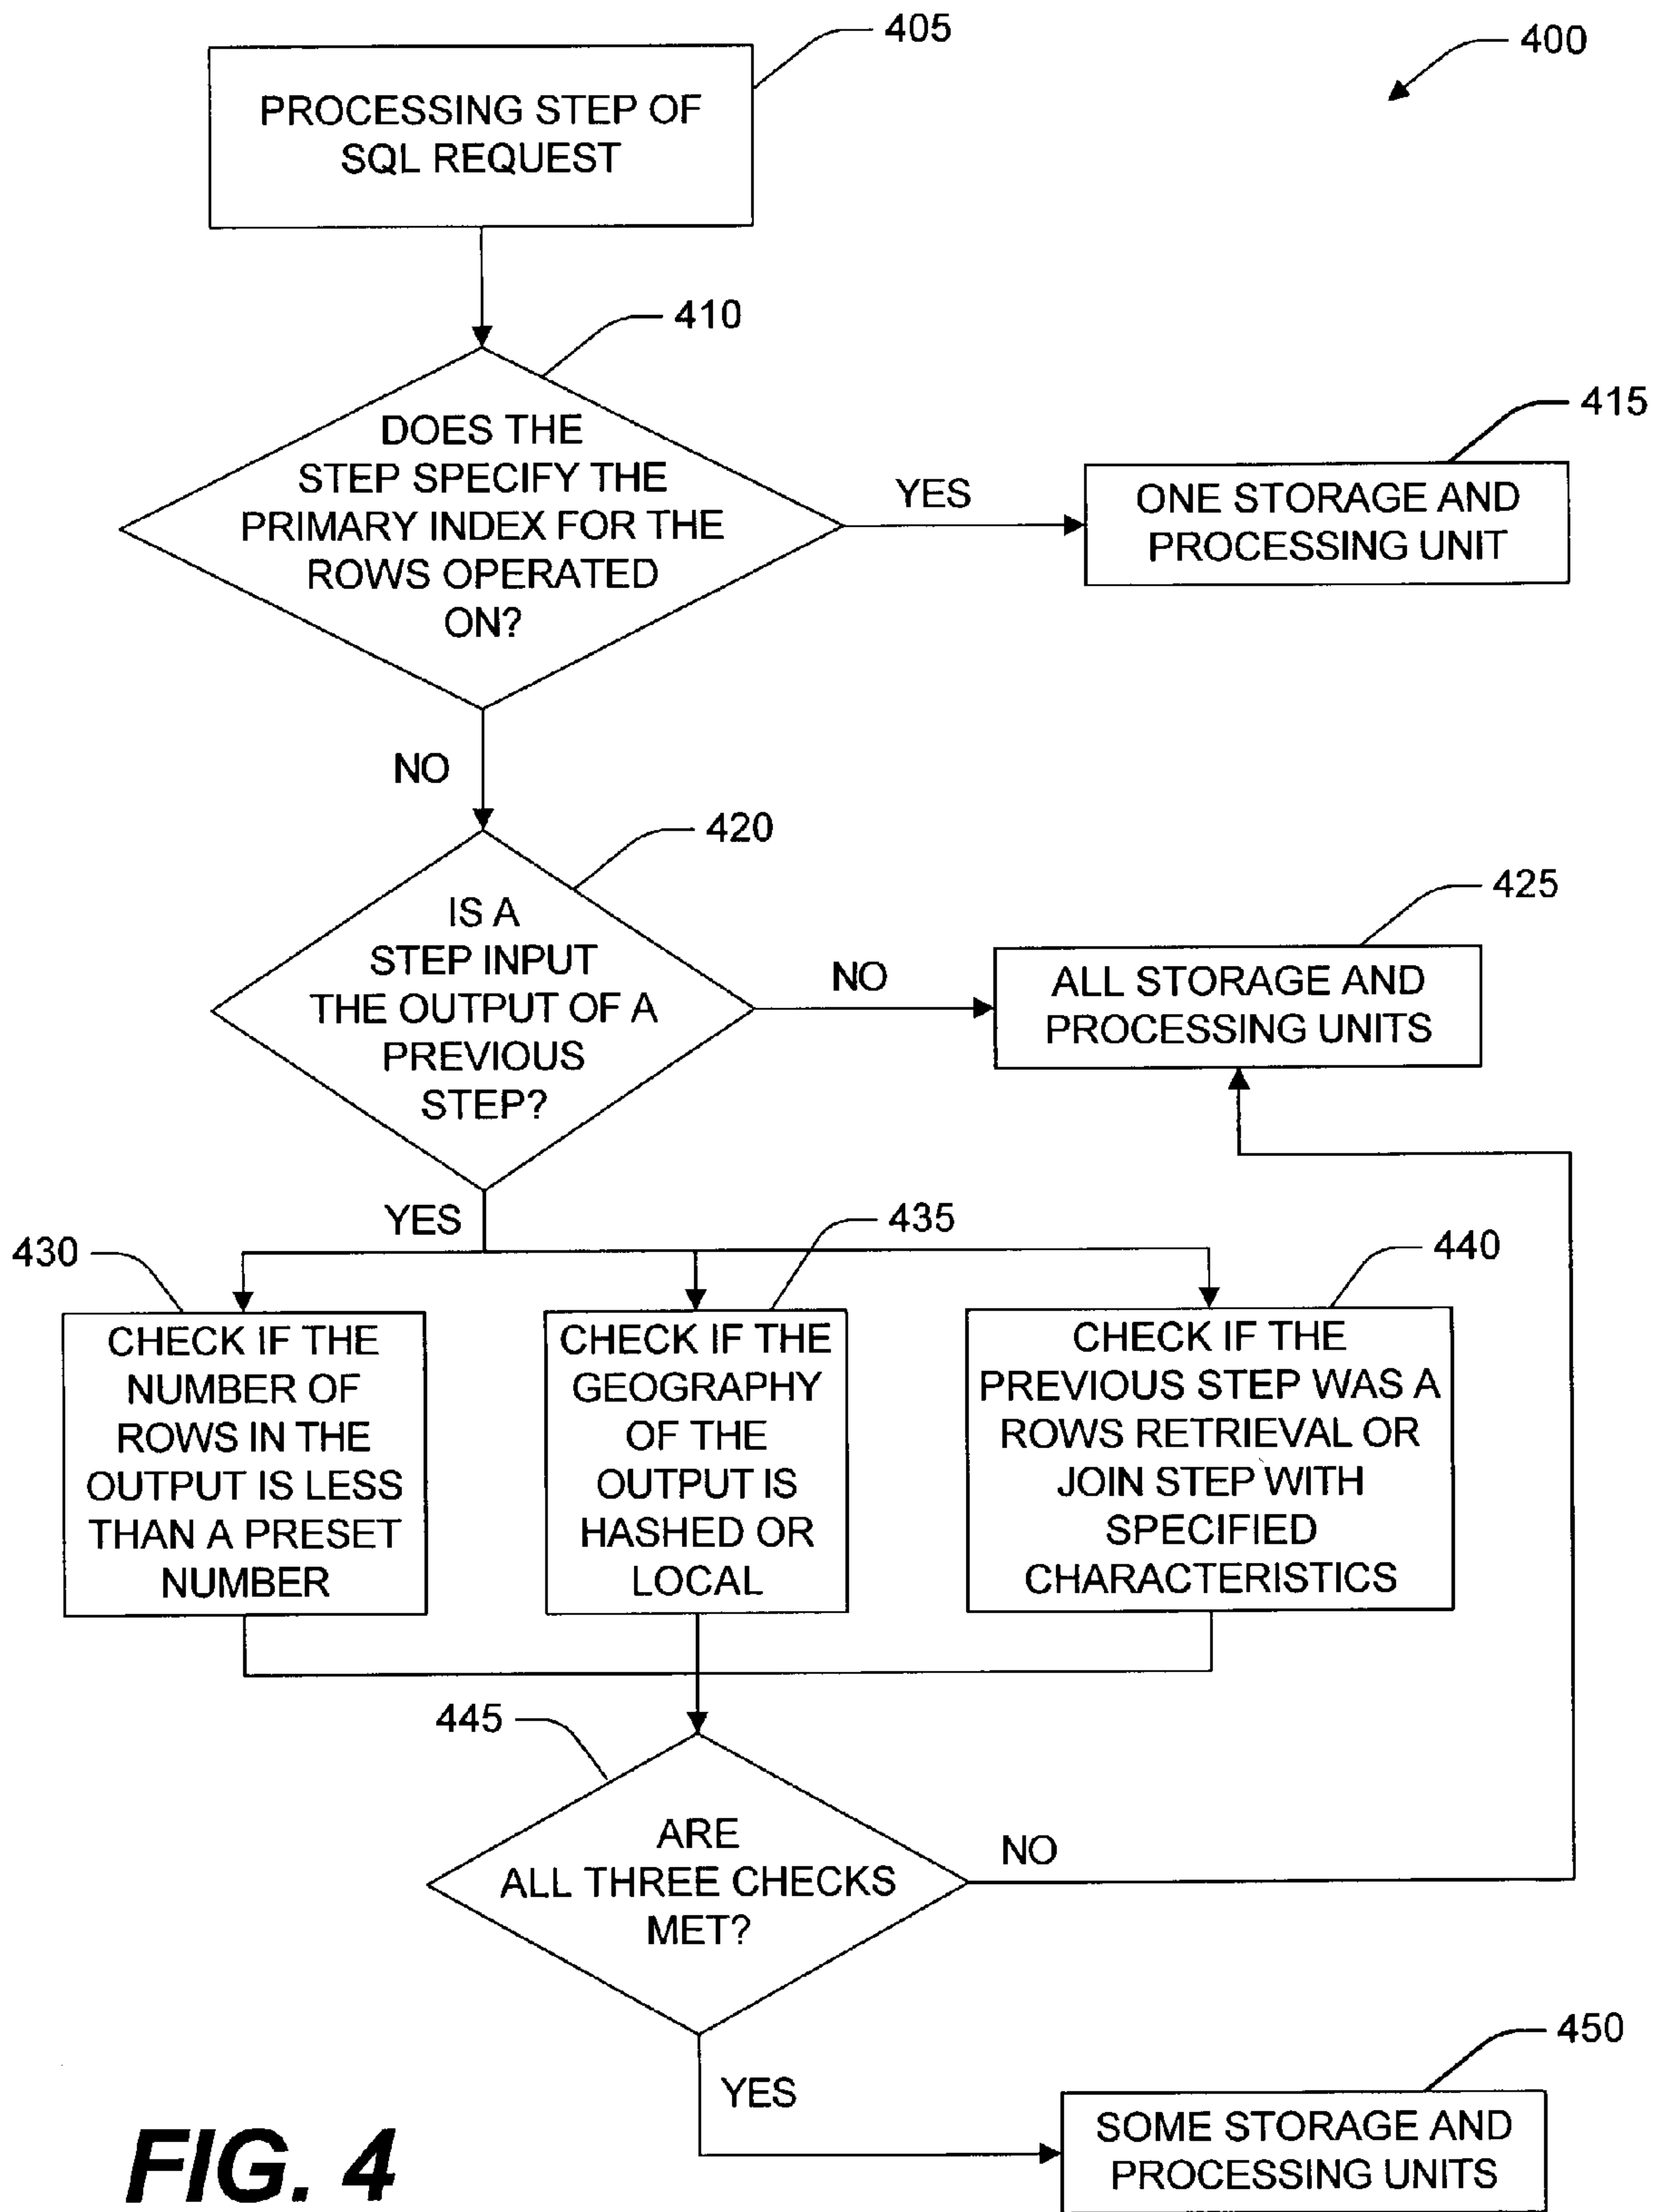 405
400
PROCESSING STEP OF
SQL REQUEST
410
DOES THE
STEP SPECIFY THE
PRIMARY INDEX FOR THE
ROWS OPERATED
ON?
YES
415
ONE STORAGE AND
PROCESSING UNIT
NO
420
IS A
STEP INPUT
THE OUTPUT OF A
PREVIOUS
STEP?
NO
425
ALL STORAGE AND
PROCESSING UNITS
YES
430
CHECK IF THE
NUMBER OF
ROWS IN THE
OUTPUT IS LESS
THAN A PRESET
NUMBER
435
CHECK IF THE
GEOGRAPHY
OF THE
OUTPUT IS
HASHED OR
LOCAL
440
CHECK IF THE
PREVIOUS STEP WAS A
ROWS RETRIEVAL OR
JOIN STEP WITH
SPECIFIED
CHARACTERISTICS
445
ARE
ALL THREE CHECKS
MET?
NO
YES
450
SOME STORAGE AND
PROCESSING UNITS
FIG. 4